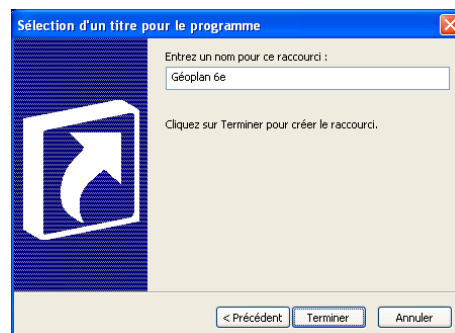 Sélection d'un titre pour le programme
Entrez un nom pour ce raccourci :
Géoplan 6e
Cliquez sur Terminer pour créer le raccourci.
< Précédent
Terminer
Annuler